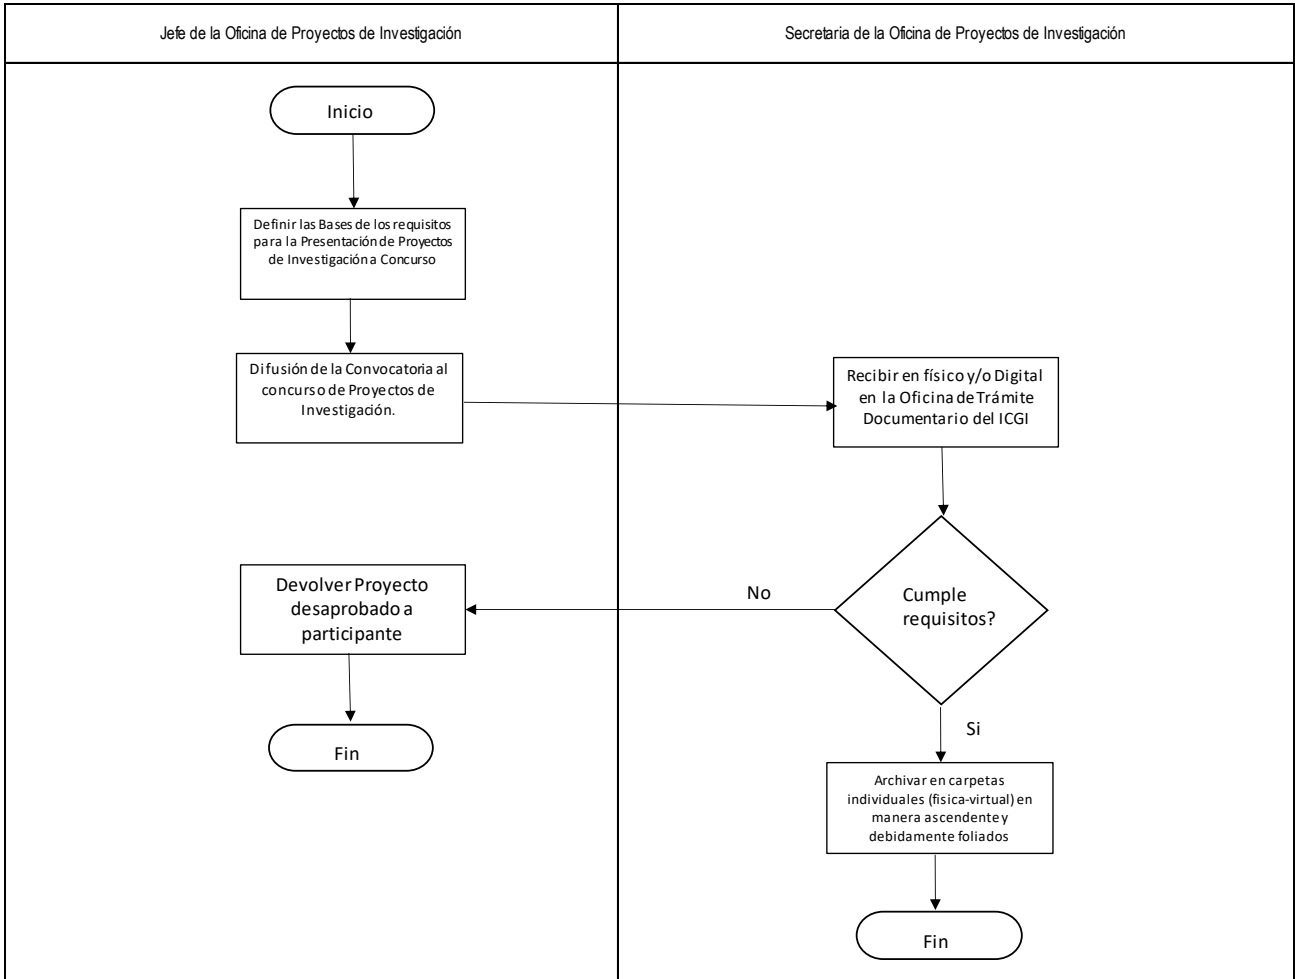 Jefe de la Oficina de Proyectos de Investigación
Secretaria de la Oficina de Proyectos de Investigación
Inicio
Definir las Bases de los requisitos
para la Presentación de Proyectos
de Investigación a Concurso
Difusión de la Convocatoria al
concurso de Proyectos de
Investigación.
Recibir en físico y/o Digital
en la Oficina de Trámite
Documentario del ICGI
Devolver Proyecto
desaprobado a
participante
No
Cumple
requisitos?
Si
Fin
Archivar en carpetas
individuales (fisica-virtual) en
manera ascendente y
debidamente foliados
Fin